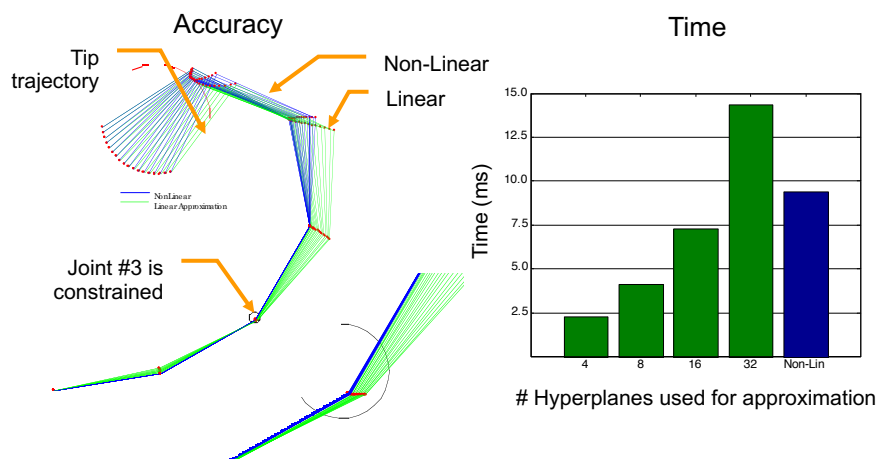 Accuracy
Tip
trajectory
Non-Linear
Linear
NonLinear
Linear Approximation
Joint #3 is
constrained
Time
15.0
12.5
10.0
7.5
5.0
2.5
Time (ms)
4
8
16
32
Non-Lin
# Hyperplanes used for approximation